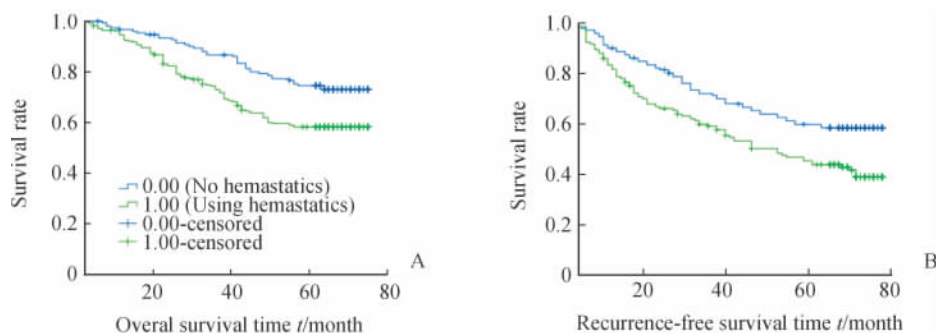 1.0
0.8
0.6
0.4
0.2
0
Survival rate
0.00 (No hemastatics)
1.00 (Using hemastatics)
0.00-censored
1.00-censored
20 40 60 80
Overal survival time t/month
A
1.0
0.8
0.6
0.4
0.2
0
Survival rate
20 40 60 80
Recurrence-free survival time t/month
B